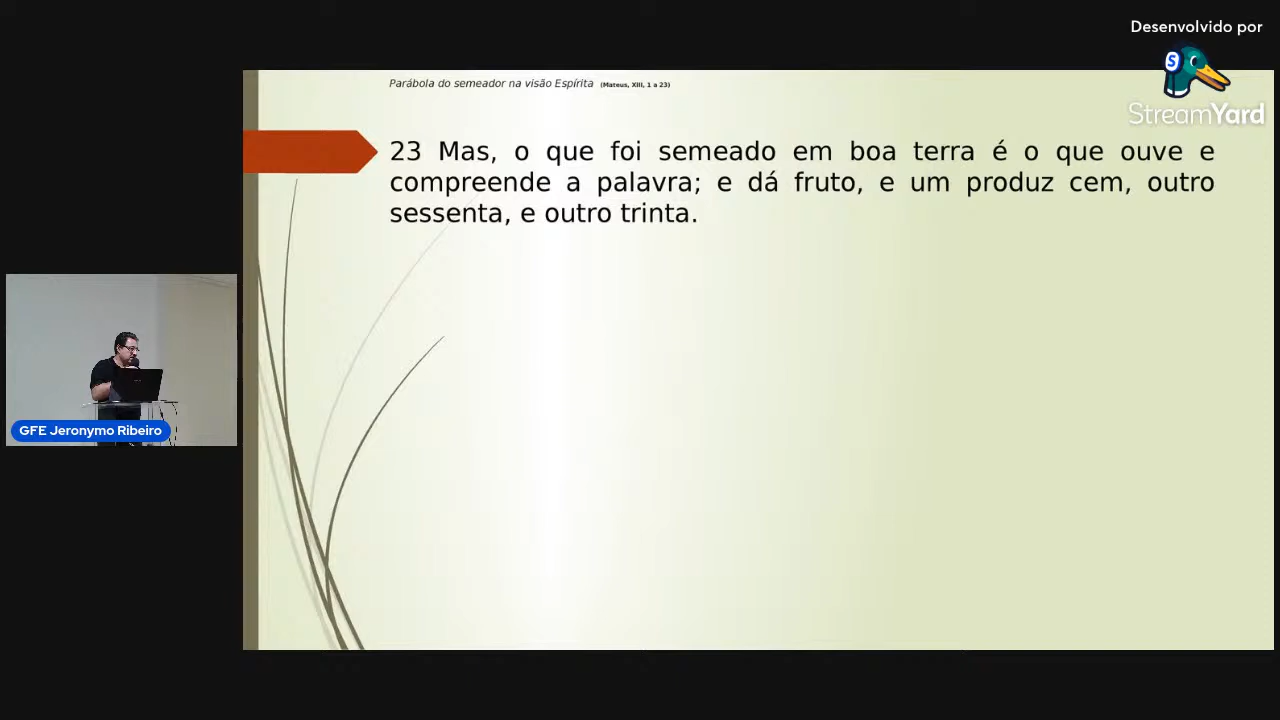 Desenvolvido por
S
StreamYard
Parábola do semeador na visão Espírita (Mateus, XIII, 1 a 23)
23 Mas, o que foi semeado em boa terra é o que ouve e
compreende a palavra; e dá fruto, e um produz cem, outro
sessenta, e outro trinta.
GFE Jeronymo Ribeiro